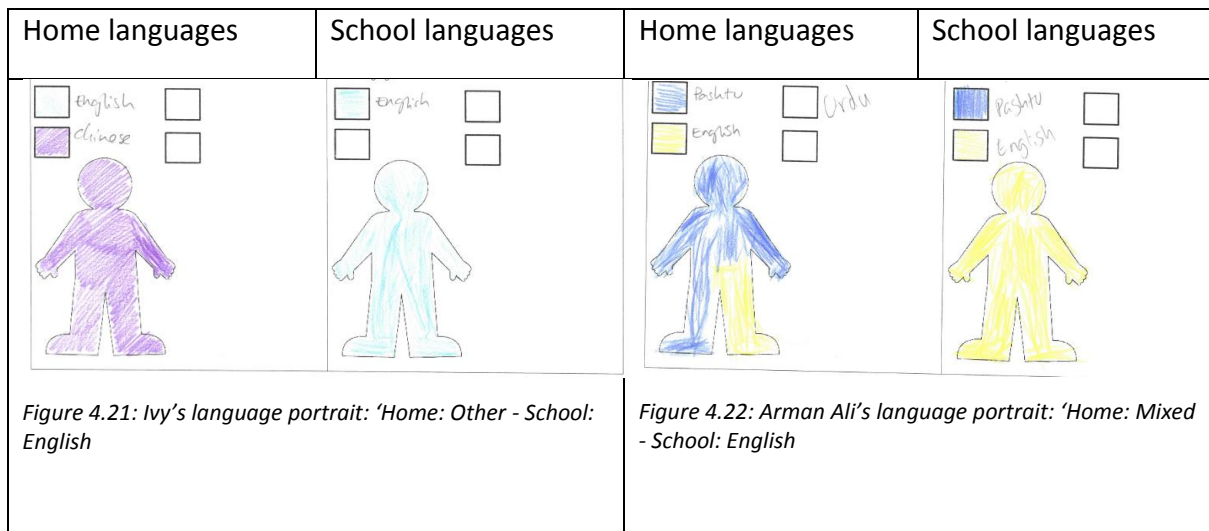 Home languages
School languages
Home languages
School languages
English
Chinese
English
Pashtu
Urdu
English
Pashtu
English
Figure 4.21: Ivy's language portrait: 'Home: Other - School:
English
Figure 4.22: Arman Ali's language portrait: 'Home: Mixed
- School: English